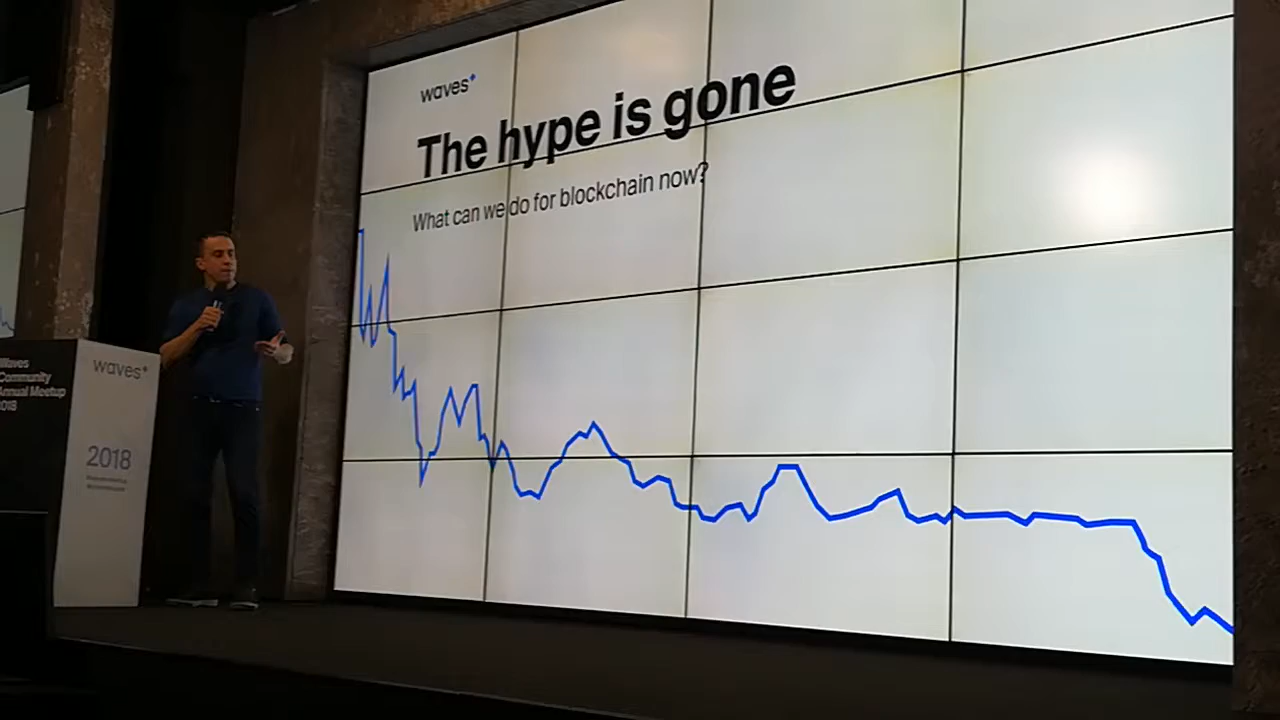 waves
The hype is gone
What can we do for blockchain now?
Waves
Community
Annual Meetup
2018
waves
2018